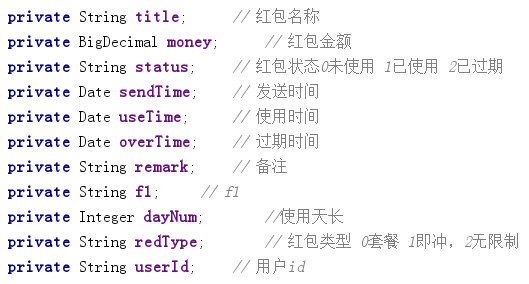 private String title;    // 红包名称
private BigDecimal money;    // 红包金额
private String status;    // 红包状态0未使用 1已使用 2已过期
private Date sendTime;    // 发送时间
private Date useTime;    // 使用时间
private Date overTime;    // 过期时间
private String remark;    // 备注
private String f1;    // f1
private Integer dayNum;    //使用天长
private String redType;    // 红包类型 0套餐 1即冲, 2无限制
private String userId;    // 用户id